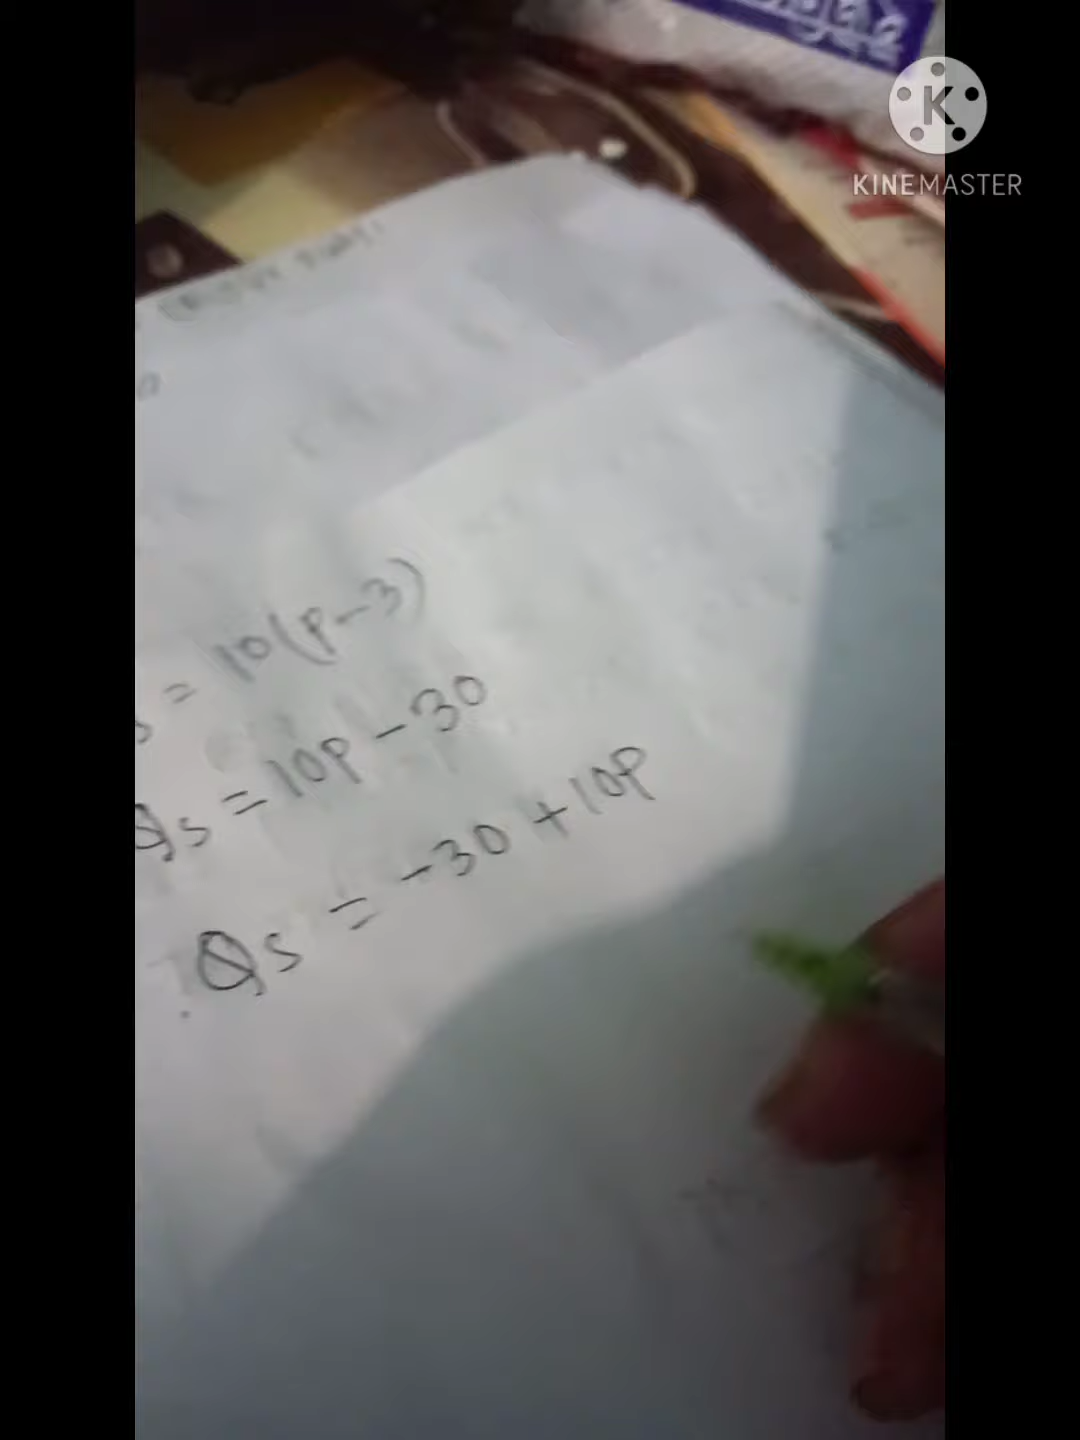 KINEMASTER
s = 10(P-3)
Qs = 10P - 30
∴ Qs = -30 + 10P